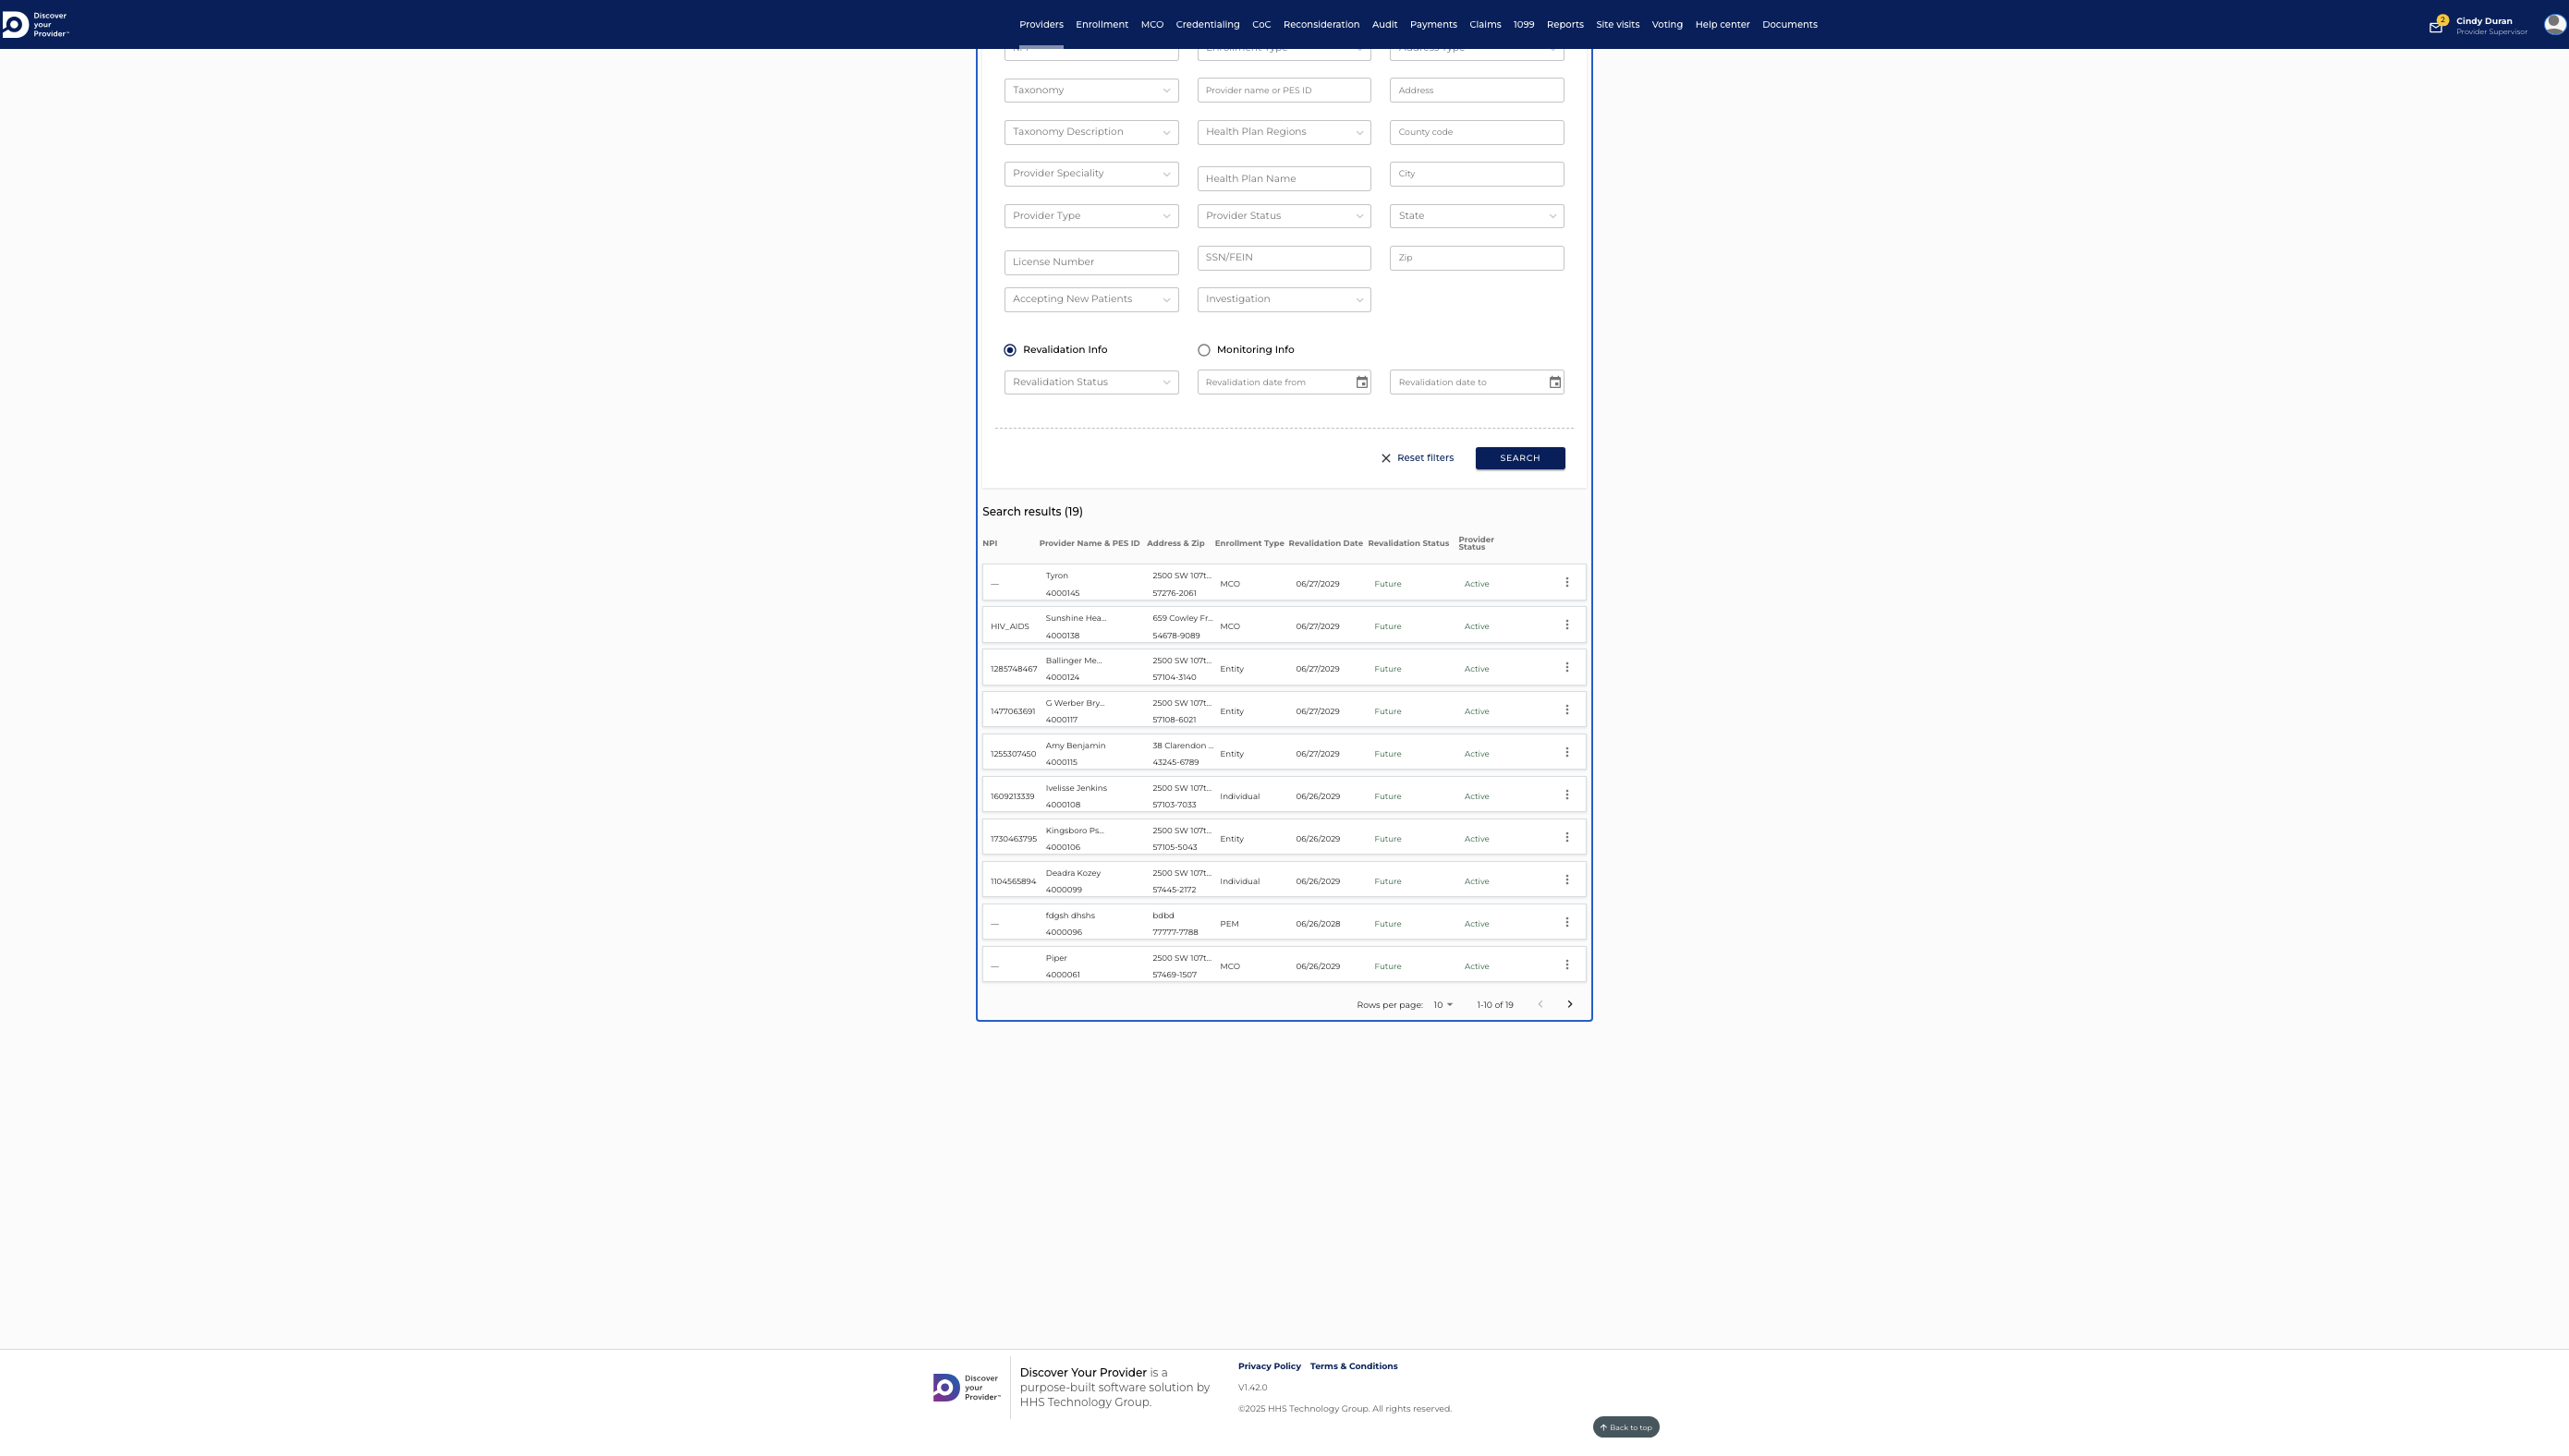 Discover
your
Provider™
Providers Enrollment MCO Credentialing CoC Reconsideration Audit Payments Claims 1099 Reports Site visits Voting Help center Documents
2
Cindy Duran
Provider Supervisor
Taxonomy
Provider name or PES ID
Address
Taxonomy Description
Health Plan Regions
County code
Provider Speciality
Health Plan Name
City
Provider Type
Provider Status
State
License Number
SSN/FEIN
Zip
Accepting New Patients
Investigation
Revalidation Info
Monitoring Info
Revalidation Status
Revalidation date from
Revalidation date to
Reset filters
SEARCH
Search results (19)
NPI Provider Name & PES ID Address & Zip Enrollment Type Revalidation Date Revalidation Status Provider Status
— Tyron 4000145 2500 SW 107t... 57276-2061 MCO 06/27/2029 Future Active
HIV_AIDS Sunshine Hea... 4000138 659 Cowley Fr... 54678-9089 MCO 06/27/2029 Future Active
1285748467 Ballinger Me... 4000124 2500 SW 107t... 57104-3140 Entity 06/27/2029 Future Active
1477063691 G Werber Bry... 4000117 2500 SW 107t... 57108-6021 Entity 06/27/2029 Future Active
1255307450 Amy Benjamin 4000115 38 Clarendon ... 43245-6789 Entity 06/27/2029 Future Active
1609213339 Ivelisse Jenkins 4000108 2500 SW 107t... 57103-7033 Individual 06/26/2029 Future Active
1730463795 Kingsboro Ps... 4000106 2500 SW 107t... 57105-5043 Entity 06/26/2029 Future Active
1104565894 Deadra Kozey 4000099 2500 SW 107t... 57445-2172 Individual 06/26/2029 Future Active
— fdgsh dhshs 4000096 bdbd 77777-7788 PEM 06/26/2028 Future Active
— Piper 4000061 2500 SW 107t... 57469-1507 MCO 06/26/2029 Future Active
Rows per page: 10 1-10 of 19
Discover
your
Provider™
Discover Your Provider is a
purpose-built software solution by
HHS Technology Group.
Privacy Policy Terms & Conditions
V1.42.0
©2025 HHS Technology Group. All rights reserved.
Back to top